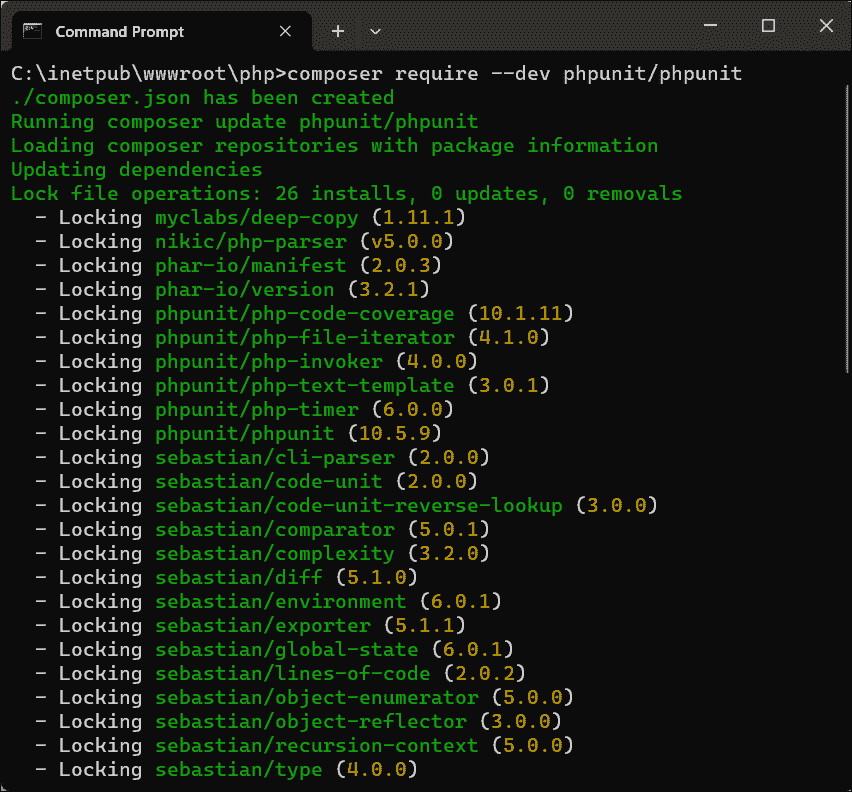 Command Prompt
C:\inetpub\wwwroot\php>composer require --dev phpunit/phpunit
./composer.json has been created
Running composer update phpunit/phpunit
Loading composer repositories with package information
Updating dependencies
Lock file operations: 26 installs, 0 updates, 0 removals
  - Locking myclabs/deep-copy (1.11.1)
  - Locking nikic/php-parser (v5.0.0)
  - Locking phar-io/manifest (2.0.3)
  - Locking phar-io/version (3.2.1)
  - Locking phpunit/php-code-coverage (10.1.11)
  - Locking phpunit/php-file-iterator (4.1.0)
  - Locking phpunit/php-invoker (4.0.0)
  - Locking phpunit/php-text-template (3.0.1)
  - Locking phpunit/php-timer (6.0.0)
  - Locking phpunit/phpunit (10.5.9)
  - Locking sebastian/cli-parser (2.0.0)
  - Locking sebastian/code-unit (2.0.0)
  - Locking sebastian/code-unit-reverse-lookup (3.0.0)
  - Locking sebastian/comparator (5.0.1)
  - Locking sebastian/complexity (3.2.0)
  - Locking sebastian/diff (5.1.0)
  - Locking sebastian/environment (6.0.1)
  - Locking sebastian/exporter (5.1.1)
  - Locking sebastian/global-state (6.0.1)
  - Locking sebastian/lines-of-code (2.0.2)
  - Locking sebastian/object-enumerator (5.0.0)
  - Locking sebastian/object-reflector (3.0.0)
  - Locking sebastian/recursion-context (5.0.0)
  - Locking sebastian/type (4.0.0)